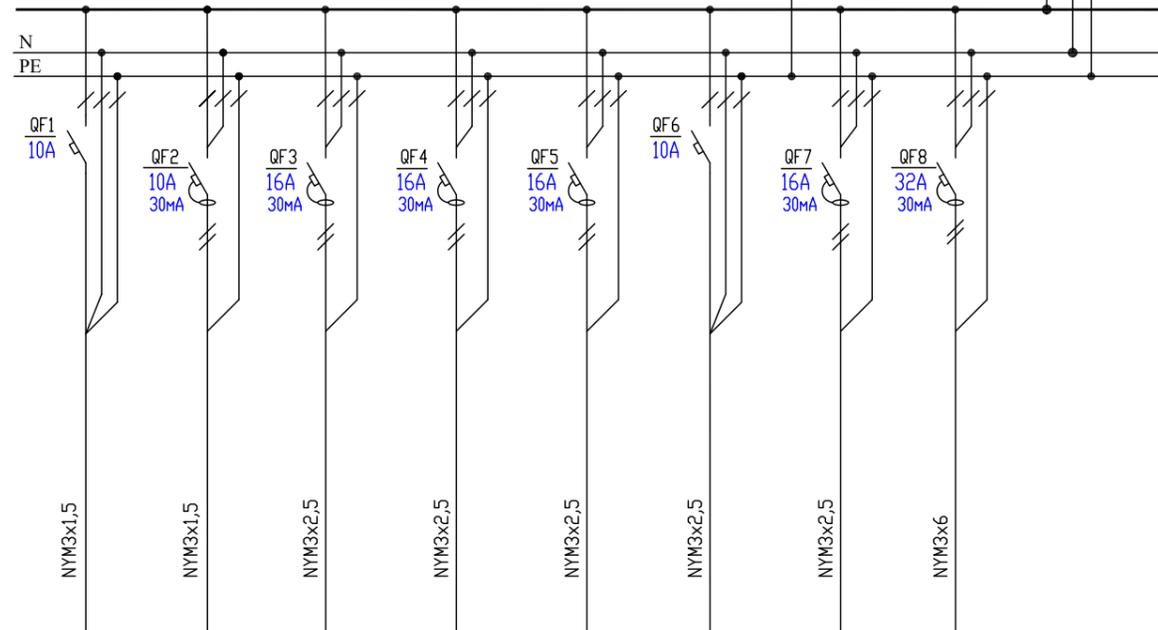 N
PE
QF1
10A
QF2
10A
30мА
QF3
16A
30мА
QF4
16A
30мА
QF5
16A
30мА
QF6
10A
QF7
16A
30мА
QF8
32A
30мА
NYM3x1,5
NYM3x1,5
NYM3x2,5
NYM3x2,5
NYM3x2,5
NYM3x2,5
NYM3x2,5
NYM3x6